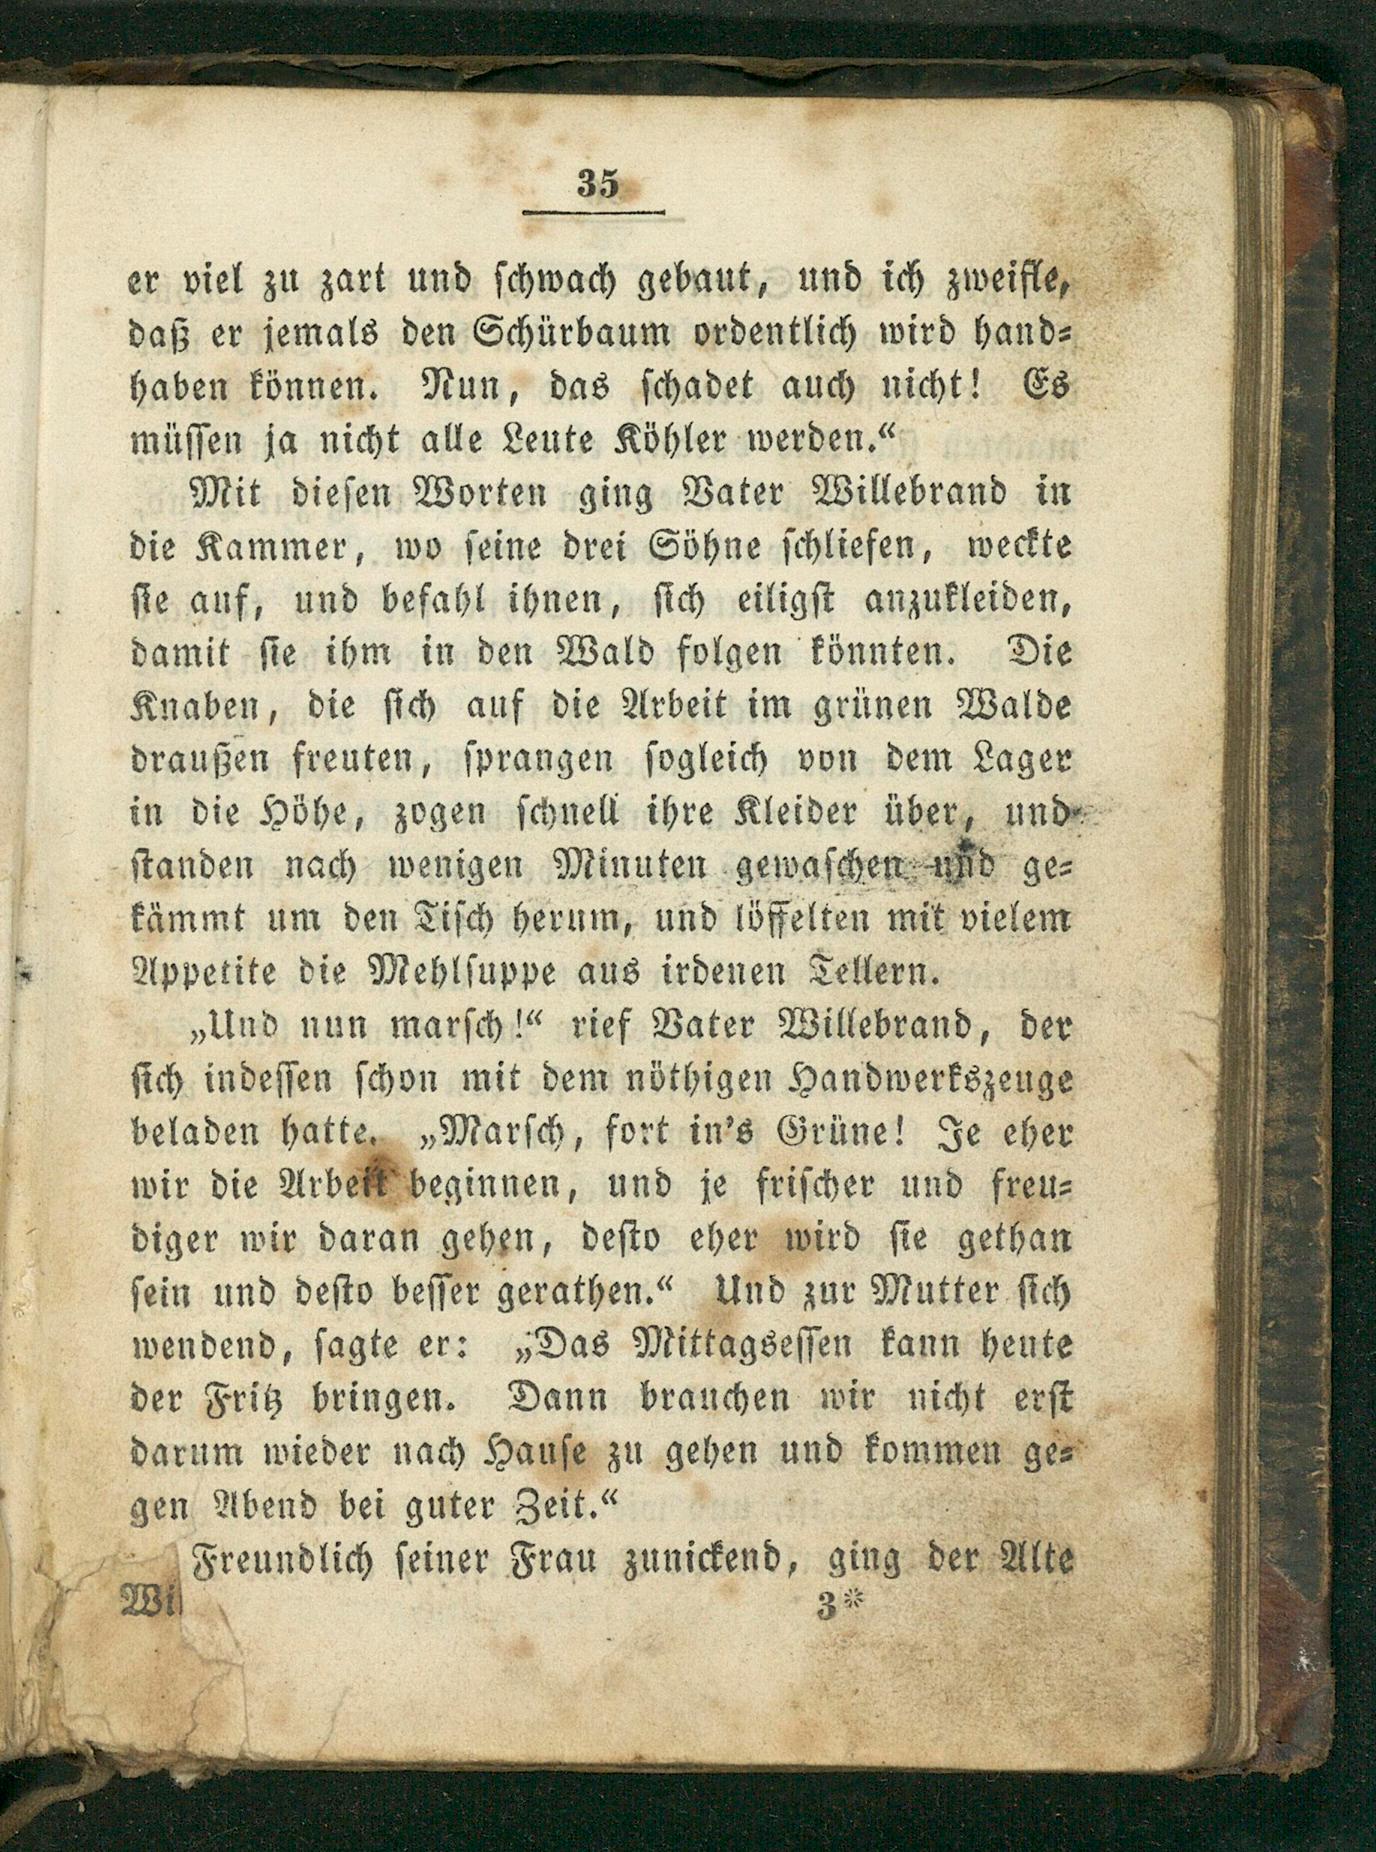 35
er viel zu zart und schwach gebaut, und ich zweifle,
daß er jemals den Schürbaum ordentlich wird hand-
haben können. Nun, das schadet auch nicht! Es
müssen ja nicht alle Leute Köhler werden.“
Mit diesen Worten ging Vater Willebrand in
die Kammer, wo seine drei Söhne schliefen, weckte
sie auf, und befahl ihnen, sich eiligst anzukleiden,
damit sie ihm in den Wald folgen könnten. Die
Knaben, die sich auf die Arbeit im grünen Walde
draußen freuten, sprangen sogleich von dem Lager
in die Höhe, zogen schnell ihre Kleider über, und
standen nach wenigen Minuten gewaschen und ge-
kämmt um den Tisch herum, und löffelten mit vielem
Appetite die Mehlsuppe aus irdenen Tellern.
„Und nun marsch!“ rief Vater Willebrand, der
sich indessen schon mit dem nöthigen Handwerkszeuge
beladen hatte. „Marsch, fort in's Grüne! Je eher
wir die Arbeit beginnen, und je frischer und freu-
diger wir daran gehen, desto eher wird sie gethan
sein und desto besser gerathen.“ Und zur Mutter sich
wendend, sagte er: „Das Mittagsessen kann heute
der Fritz bringen. Dann brauchen wir nicht erst
darum wieder nach Hause zu gehen und kommen ge-
gen Abend bei guter Zeit.“
Freundlich seiner Frau zunickend, ging der Alte
Wil 3*